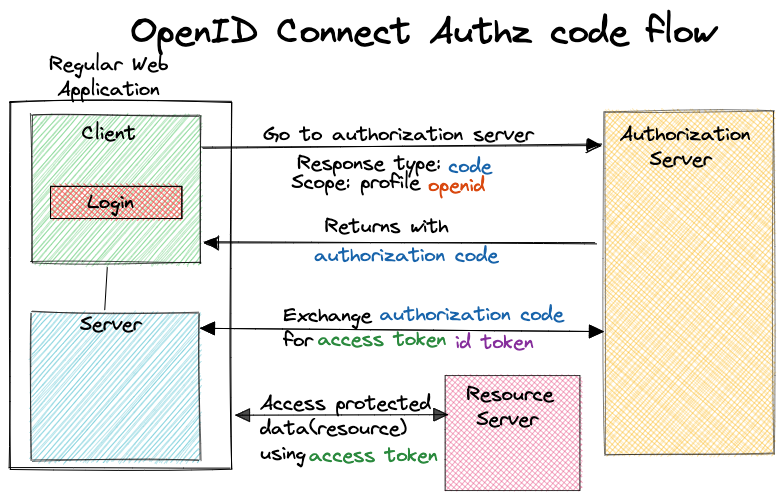 OpenID Connect Authz code flow
Regular Web
Application
Client
Login
Server
Go to authorization server
Response type: code
Scope: profile openid
Returns with
authorization code
Exchange authorization code
for access token id token
Access protected
data(resource)
using access token
Resource
Server
Authorization
Server